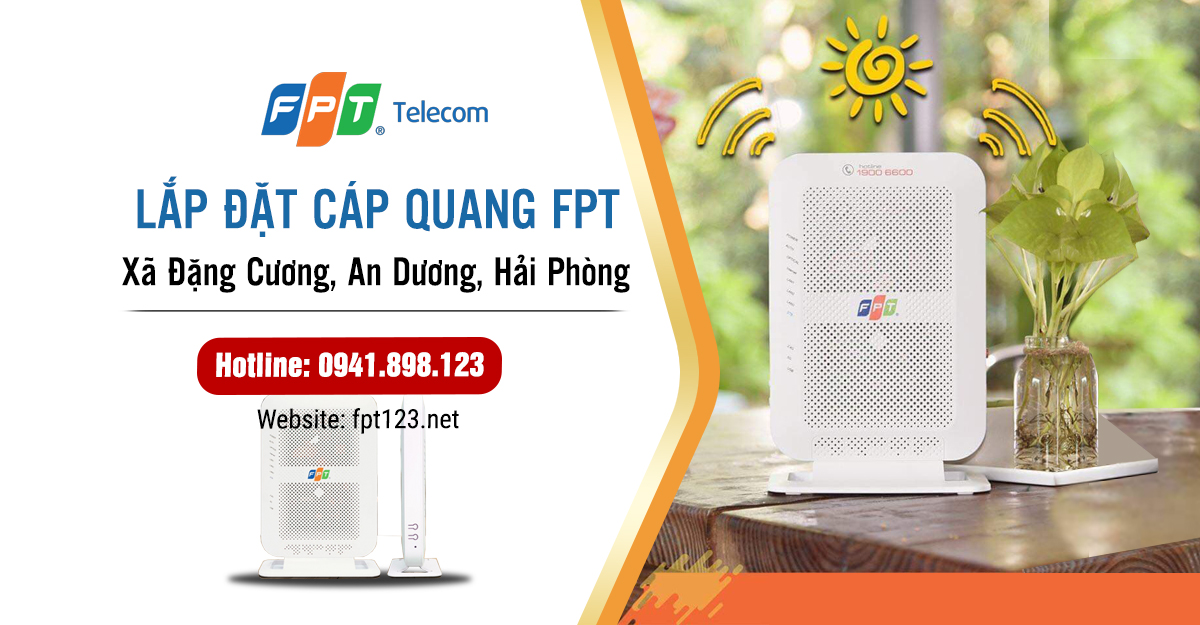 FPT® Telecom
LẮP ĐẶT CÁP QUANG FPT
Xã Đặng Cương, An Dương, Hải Phòng
Hotline: 0941.898.123
Website: fpt123.net
FPT
hotline
1900 6600
FPT